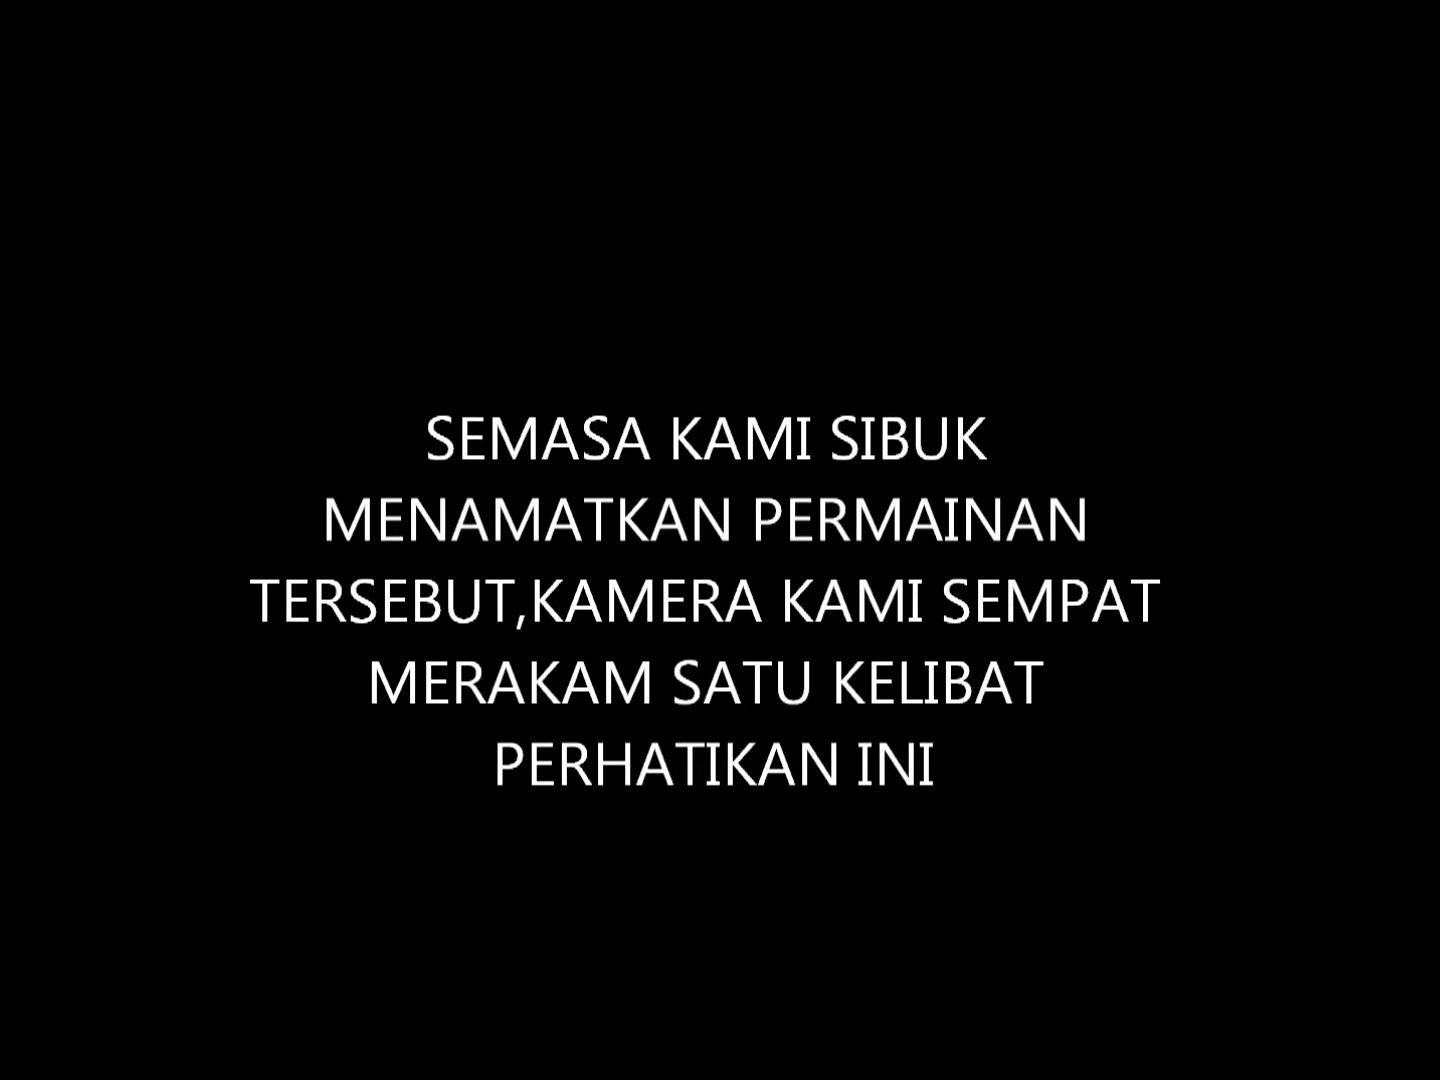 SEMASA KAMI SIBUK
MENAMATKAN PERMAINAN
TERSEBUT,KAMERA KAMI SEMPAT
MERAKAM SATU KELIBAT
PERHATIKAN INI